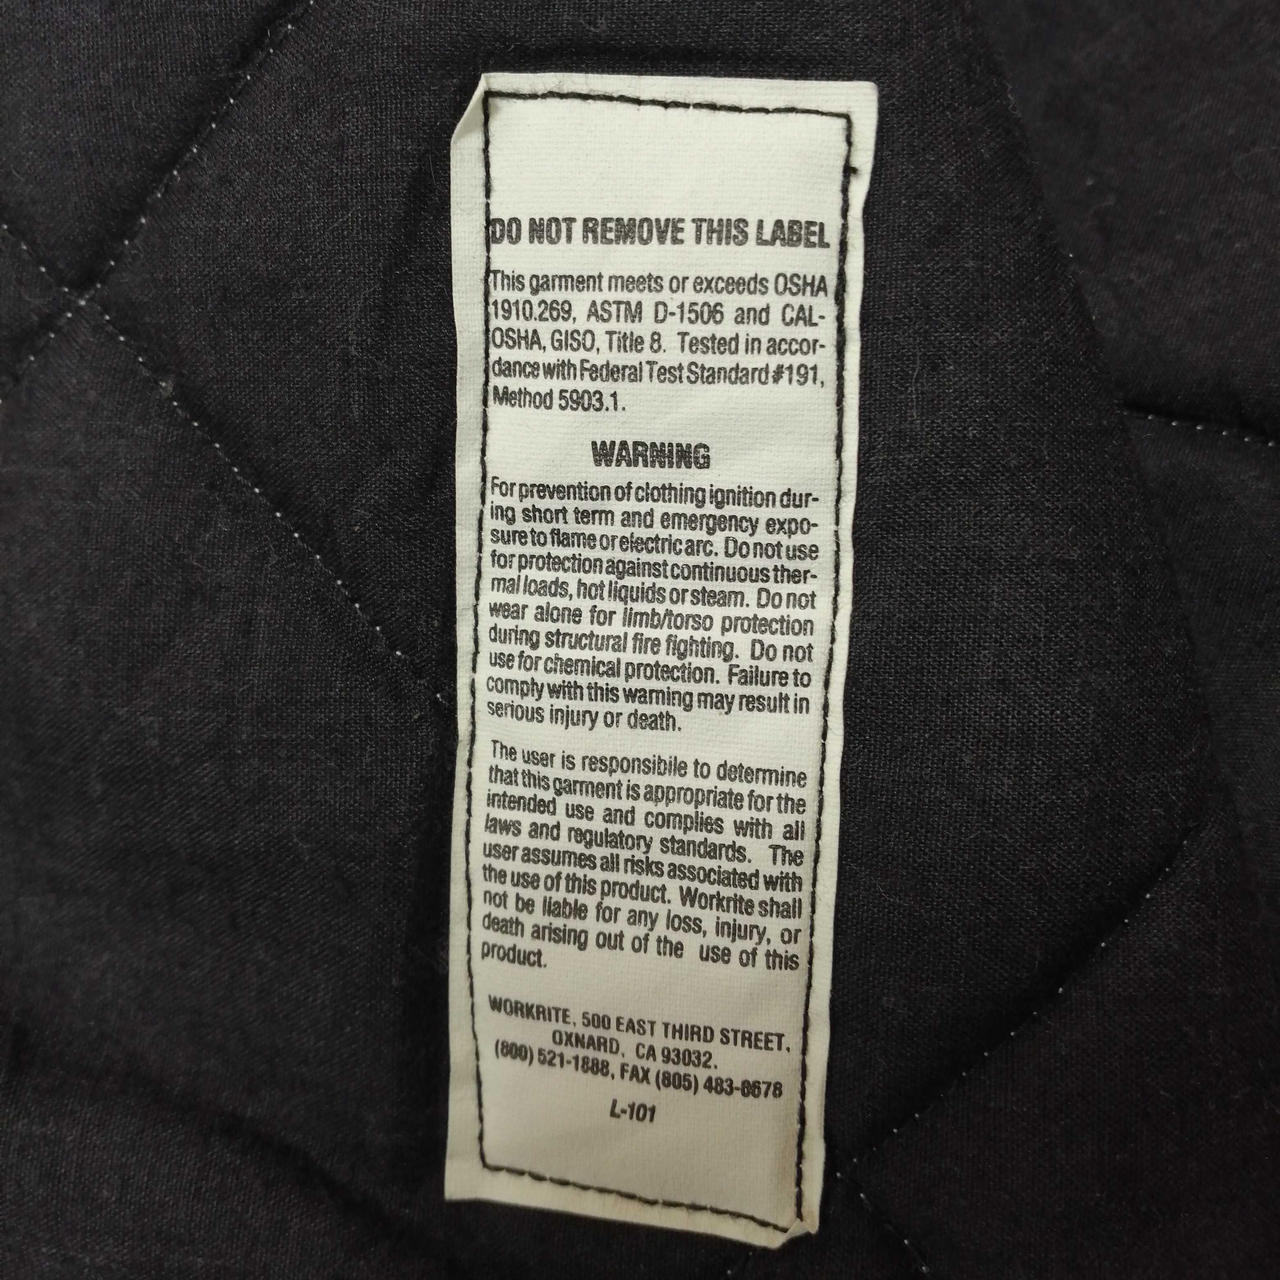 DO NOT REMOVE THIS LABEL
This garment meets or exceeds OSHA
1910.269, ASTM D-1506 and CAL-
OSHA, GISO, Title 8. Tested in accor-
dance with Federal Test Standard #191,
Method 5903.1.
WARNING
For prevention of clothing ignition dur-
ing short term and emergency expo-
sure to flame or electric arc. Do not use
for protection against continuous ther-
mal loads, hot liquids or steam. Do not
wear alone for limb/torso protection
during structural fire fighting. Do not
use for chemical protection. Failure to
comply with this warning may result in
serious injury or death.
The user is responsibile to determine
that this garment is appropriate for the
intended use and complies with all
laws and regulatory standards. The
user assumes all risks associated with
the use of this product. Workrite shall
not be liable for any loss, injury, or
death arising out of the use of this
product.
WORKRITE, 500 EAST THIRD STREET,
OXNARD, CA 93032.
(800) 521-1888, FAX (805) 483-8678
L-101